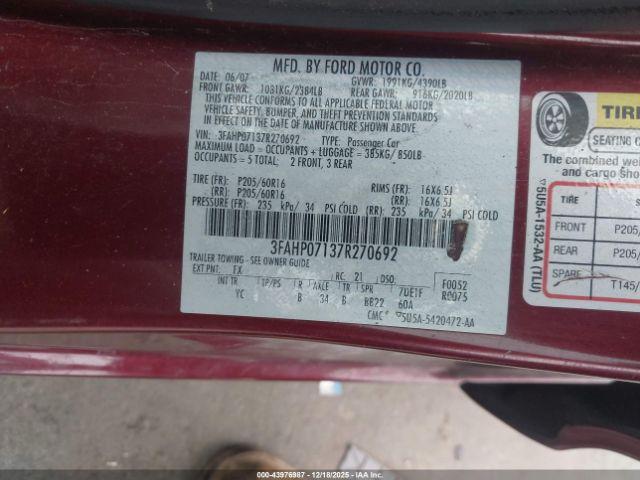 MFD. BY FORD MOTOR CO.
DATE: 06/07 GVWR: 1991KG/4390LB
FRONT GAWR: 1081KG/2384LB REAR GAWR: 916KG/2020LB
THIS VEHICLE CONFORMS TO ALL APPLICABLE FEDERAL MOTOR
VEHICLE SAFETY, BUMPER, AND THEFT PREVENTION STANDARDS
IN EFFECT ON THE DATE OF MANUFACTURE SHOWN ABOVE.
VIN: 3FAHP07137R270692 TYPE: Passenger Car
MAXIMUM LOAD = OCCUPANTS + LUGGAGE = 385KG/ 850LB
OCCUPANTS = 5 TOTAL: 2 FRONT, 3 REAR
TIRE (FR): P205/60R16 RIMS (FR): 16X6.5J
(RR): P205/60R16 (RR): 16X6.5J
PRESSURE (FR): 235 kPa/ 34 PSI COLD (RR): 235 kPa/ 34 PSI COLD
3FAHP07137R270692
TRAILER TOWING - SEE OWNER GUIDE
EXT PNT: FX RC: 21 DSO: F0052
INT TR TP/PS R AXLE TR SPR R0075
YC B 34 B BB22 60A
CMC ▽5U5A-5420472-AA
TIRE
SEATING
The combined
and cargo
TIRE
FRONT P205/
REAR P205/
SPARE T145/
▽5U5A-1532-AA (TLU)
00-43976987 | 12/18/2025 | Copyright ©